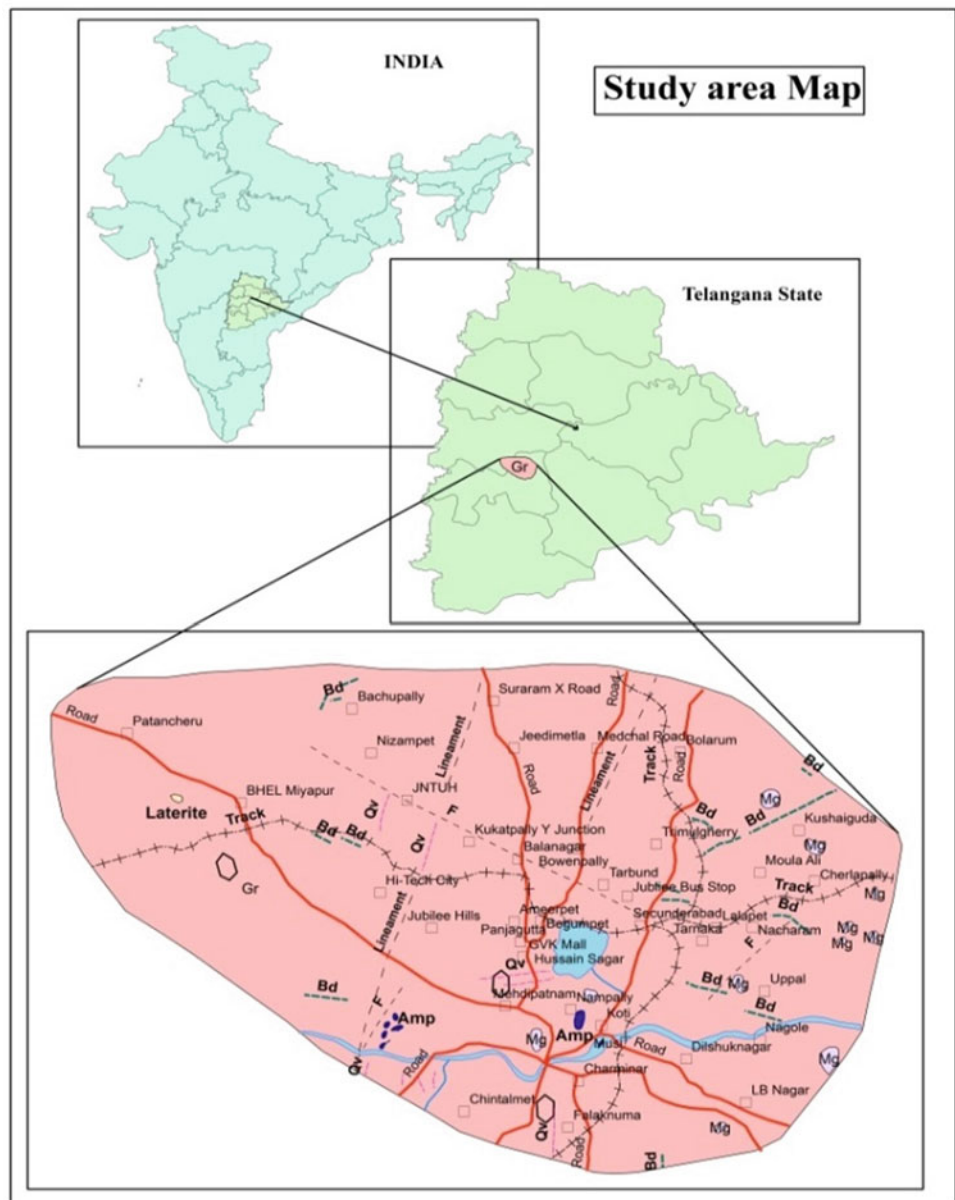 INDIA
Study area Map
Telangana State
Gr
Road
Patancheru
Bd
Bachupally
Nizampet
Lineament
Suraram X Road
Road
Jeedimetla
Medchal Road
Bolarum
Road
Lineament
Track
Road
Bd
BHEL Miyapur
JNTUH
Laterite
Track
Qv
F
Bd
Bd
Qv
Kukatpally Y Junction
Balanagar
Bowenpally
Bd
Tumulgherry
Bd
Mg
Kushaiguda
Mg
Moula Ali
Cherlapally
Gr
Hi-Tech City
Tarbund
Jubilee Bus Stop
Track
Mg
Lineament
Jubilee Hills
Ameerpet
Begumpet
Panjagutta
Secunderabad
Lalapet
Tarnaka
Bd
Nacharam
Mg
Mg
Mg
GVK Mall
Hussain Sagar
F
Qv
Bd
F
Mehdipatnam
Nampally
Bd
Mg
Uppal
Bd
Amp
Koti
Amp
Mg
Musi
Road
Nagole
Dilshuknagar
Mg
Qv
Road
Charminar
Chintalmet
LB Nagar
Falaknuma
Mg
Qv
Road
Bd